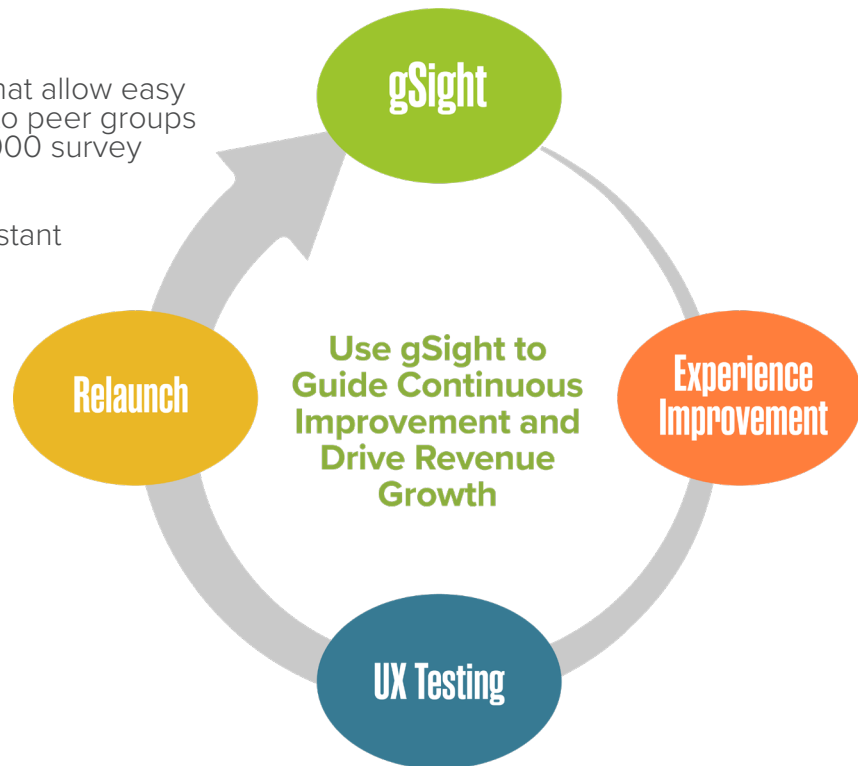 gSight
hat allow easy
o peer groups
000 survey
stant
Use gSight to
Guide Continuous
Improvement and
Drive Revenue
Growth
Relaunch
Experience
Improvement
UX Testing